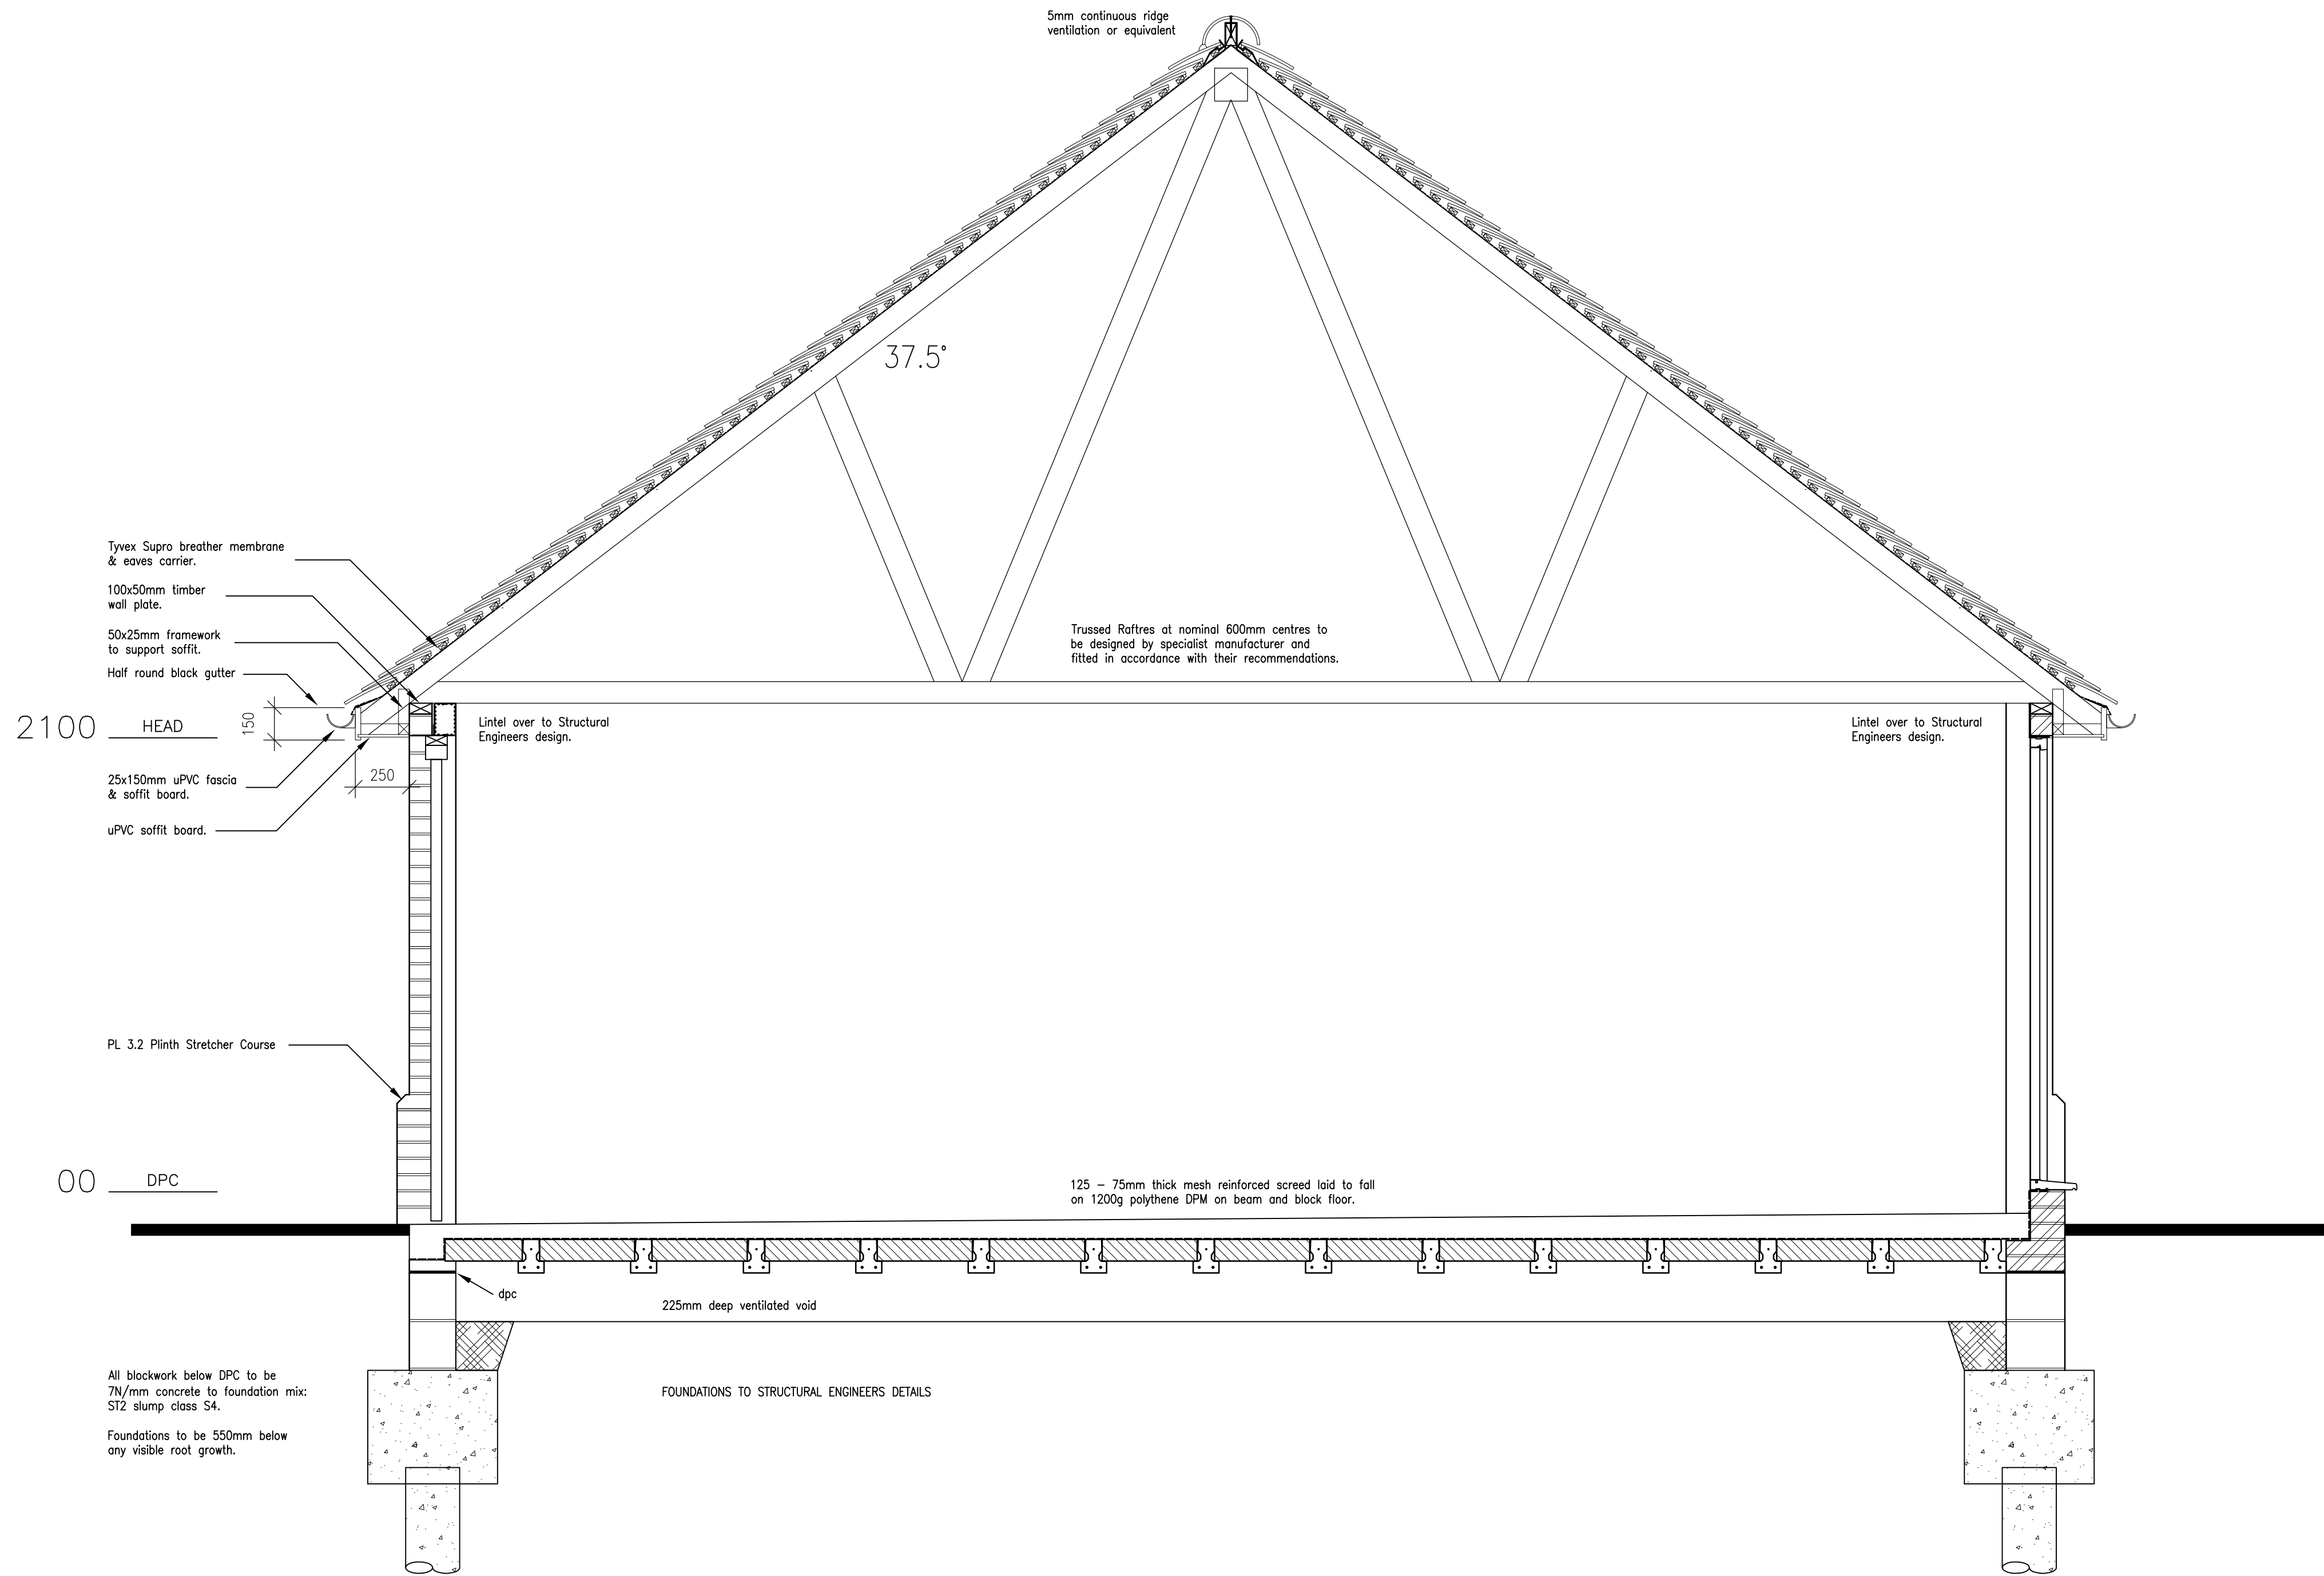 5mm continuous ridge
ventilation or equivalent
37.5°
Tyvex Supro breather membrane
& eaves carrier.
100x50mm timber
wall plate.
50x25mm framework
to support soffit.
Half round black gutter
150
2100 HEAD
250
25x150mm uPVC fascia
& soffit board.
uPVC soffit board.
Trussed Raftres at nominal 600mm centres to
be designed by specialist manufacturer and
fitted in accordance with their recommendations.
Lintel over to Structural
Engineers design.
Lintel over to Structural
Engineers design.
PL 3.2 Plinth Stretcher Course
00 DPC
125 – 75mm thick mesh reinforced screed laid to fall
on 1200g polythene DPM on beam and block floor.
dpc
225mm deep ventilated void
All blockwork below DPC to be
7N/mm concrete to foundation mix:
ST2 slump class S4.
Foundations to be 550mm below
any visible root growth.
FOUNDATIONS TO STRUCTURAL ENGINEERS DETAILS